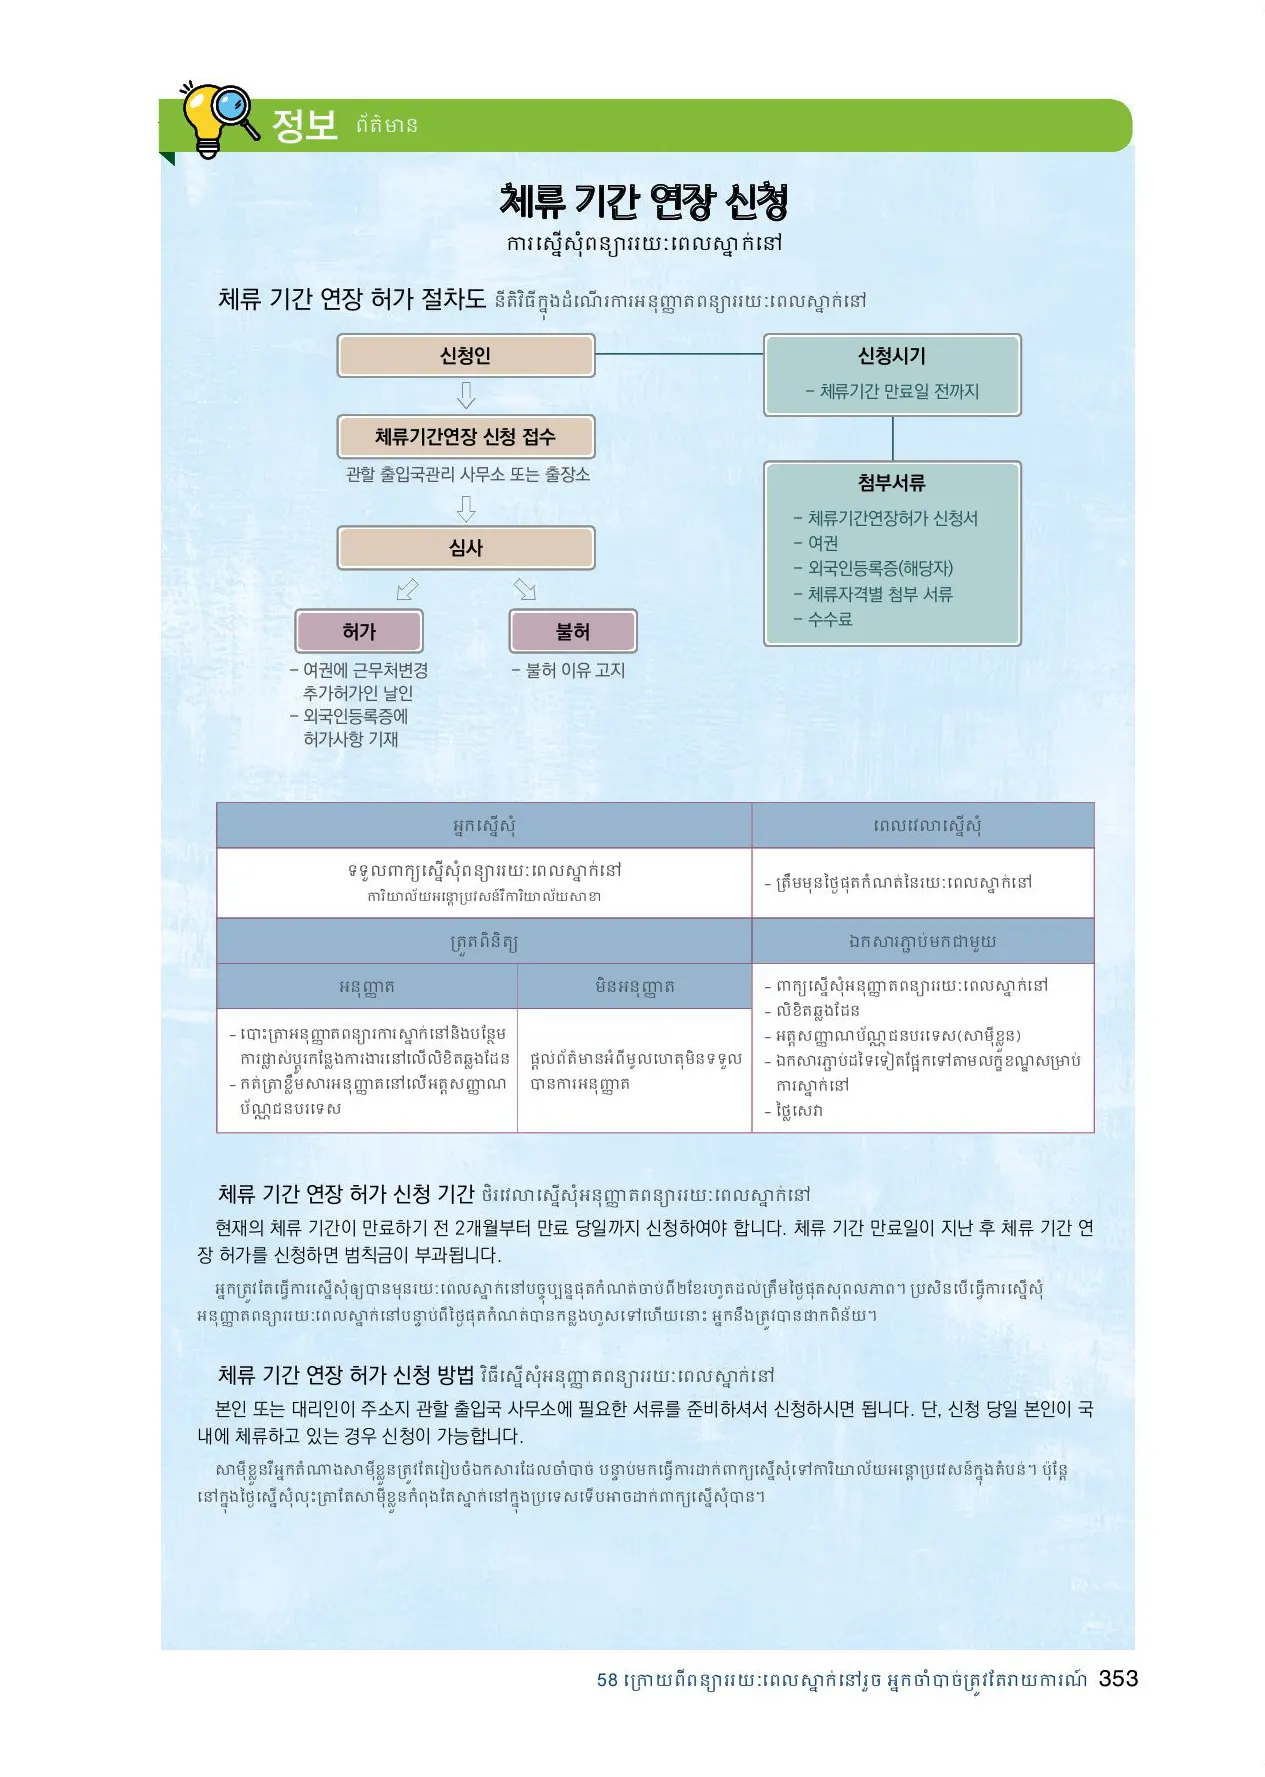 정보 ព័ត៌មាន
체류 기간 연장 신청
ការស្នើសុំពន្យាររយៈពេលស្នាក់នៅ
체류 기간 연장 허가 절차도 នីតិវិធីក្នុងដំណើរការអនុញ្ញាតពន្យាររយៈពេលស្នាក់នៅ
신청인
체류기간연장 신청 접수
관할 출입국관리 사무소 또는 출장소
심사
허가
– 여권에 근무처변경
추가허가인 날인
– 외국인등록증에
허가사항 기재
불허
– 불허 이유 고지
신청시기
– 체류기간 만료일 전까지
첨부서류
– 체류기간연장허가 신청서
– 여권
– 외국인등록증(해당자)
– 체류자격별 첨부 서류
– 수수료
អ្នកស្នើសុំ
ពេលវេលាស្នើសុំ
ទទួលពាក្យស្នើសុំពន្យាររយៈពេលស្នាក់នៅ
ការិយាល័យអន្តោប្រវសន៍រឺការិយាល័យសាខា
– ត្រឹមមុនថ្ងៃផុតកំណត់នៃរយៈពេលស្នាក់នៅ
ត្រួតពិនិត្យ
ឯកសារភ្ជាប់មកជាមួយ
អនុញ្ញាត
មិនអនុញ្ញាត
– បោះត្រាអនុញ្ញាតពន្យារការស្នាក់នៅនិងបន្ថែម
ការផ្លាស់ប្តូរកន្លែងការងារនៅលើលិខិតឆ្លងដែន
– កត់ត្រាខ្លឹមសារអនុញ្ញាតនៅលើអត្តសញ្ញាណ
ប័ណ្ណជនបរទេស
ផ្តល់ព័ត៌មានអំពីមូលហេតុមិនទទួល
បានការអនុញ្ញាត
– ពាក្យស្នើសុំអនុញ្ញាតពន្យាររយៈពេលស្នាក់នៅ
– លិខិតឆ្លងដែន
– អត្តសញ្ញាណប័ណ្ណជនបរទេស(សាម៉ីខ្លួន)
– ឯកសារភ្ជាប់ដទៃទៀតផ្អែកទៅតាមលក្ខខណ្ឌសម្រាប់
ការស្នាក់នៅ
– ថ្លៃសេវា
체류 기간 연장 허가 신청 기간 ថិរវេលាស្នើសុំអនុញ្ញាតពន្យាររយៈពេលស្នាក់នៅ
현재의 체류 기간이 만료하기 전 2개월부터 만료 당일까지 신청하여야 합니다. 체류 기간 만료일이 지난 후 체류 기간 연
장 허가를 신청하면 범칙금이 부과됩니다.
អ្នកត្រូវតែធ្វើការស្នើសុំឲ្យបានមុនរយៈពេលស្នាក់នៅបច្ចុប្បន្នផុតកំណត់ចាប់ពី២ខែរហូតដល់ត្រឹមថ្ងៃផុតសុពលភាព។ ប្រសិនបើធ្វើការស្នើសុំ
អនុញ្ញាតពន្យាររយៈពេលស្នាក់នៅបន្ទាប់ពីថ្ងៃផុតកំណត់បានកន្លងហួសទៅហើយនោះ អ្នកនឹងត្រូវបានផាកពិន័យ។
체류 기간 연장 허가 신청 방법 វិធីស្នើសុំអនុញ្ញាតពន្យាររយៈពេលស្នាក់នៅ
본인 또는 대리인이 주소지 관할 출입국 사무소에 필요한 서류를 준비하셔서 신청하시면 됩니다. 단, 신청 당일 본인이 국
내에 체류하고 있는 경우 신청이 가능합니다.
សាម៉ីខ្លួនរឺអ្នកតំណាងសាម៉ីខ្លួនត្រូវតែរៀបចំឯកសារដែលចាំបាច់ បន្ទាប់មកធ្វើការដាក់ពាក្យស្នើសុំទៅការិយាល័យអន្តោប្រវេសន៍ក្នុងតំបន់។ ប៉ុន្តែ
នៅក្នុងថ្ងៃស្នើសុំលុះត្រាតែសាម៉ីខ្លួនកំពុងតែស្នាក់នៅក្នុងប្រទេសទើបអាចដាក់ពាក្យស្នើសុំបាន។
58 ក្រោយពីពន្យាររយៈពេលស្នាក់នៅរួច អ្នកចាំបាច់ត្រូវតែរាយការណ៍ 353